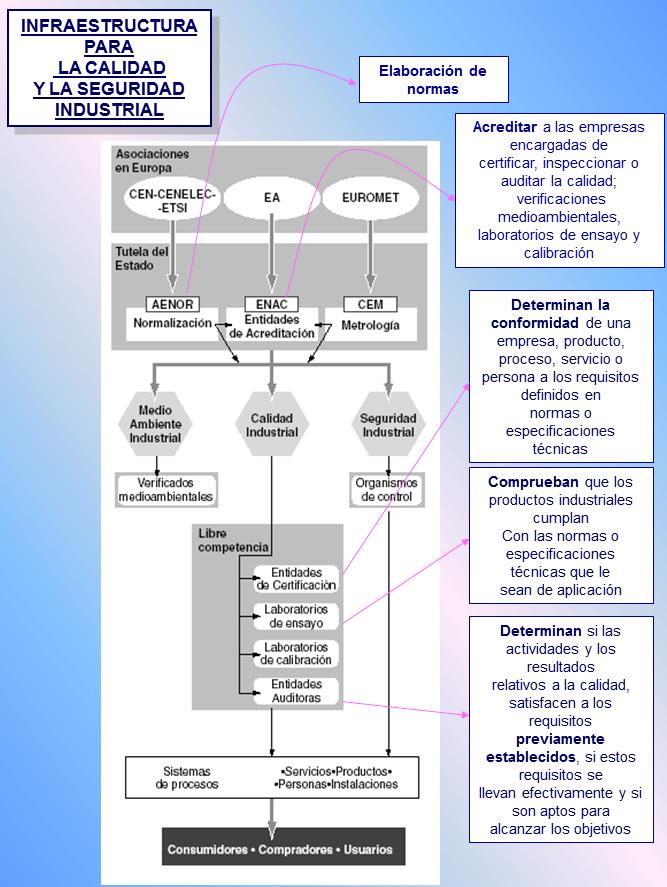 INFRAESTRUCTURA
PARA
LA CALIDAD
Y LA SEGURIDAD
INDUSTRIAL
Elaboración de
normas
Acreditar a las empresas
encargadas de
certificar, inspeccionar o
auditar la calidad;
verificaciones
medioambientales,
laboratorios de ensayo y
calibración
Asociaciones
en Europa
CEN-CENELEC-
-ETSI
EA
EUROMET
Tutela del
Estado
AENOR
Normalización
ENAC
Entidades
de Acreditación
CEM
Metrología
Determinan la
conformidad de una
empresa, producto,
proceso, servicio o
persona a los requisitos
definidos en
normas o
especificaciones
técnicas
Medio
Ambiente
Industrial
Calidad
Industrial
Seguridad
Industrial
Verificados
medioambientales
Organismos
de control
Comprueban que los
productos industriales
cumplan
Con las normas o
especificaciones
técnicas que le
sean de aplicación
Libre
competencia
Entidades
de Certificación
Laboratorios
de ensayo
Laboratorios
de calibración
Entidades
Auditoras
Determinan si las
actividades y los
resultados
relativos a la calidad,
satisfacen a los
requisitos
previamente
establecidos, si estos
requisitos se
llevan efectivamente y si
son aptos para
alcanzar los objetivos
Sistemas
de procesos
•Servicios•Productos•
•Personas•Instalaciones
Consumidores • Compradores • Usuarios